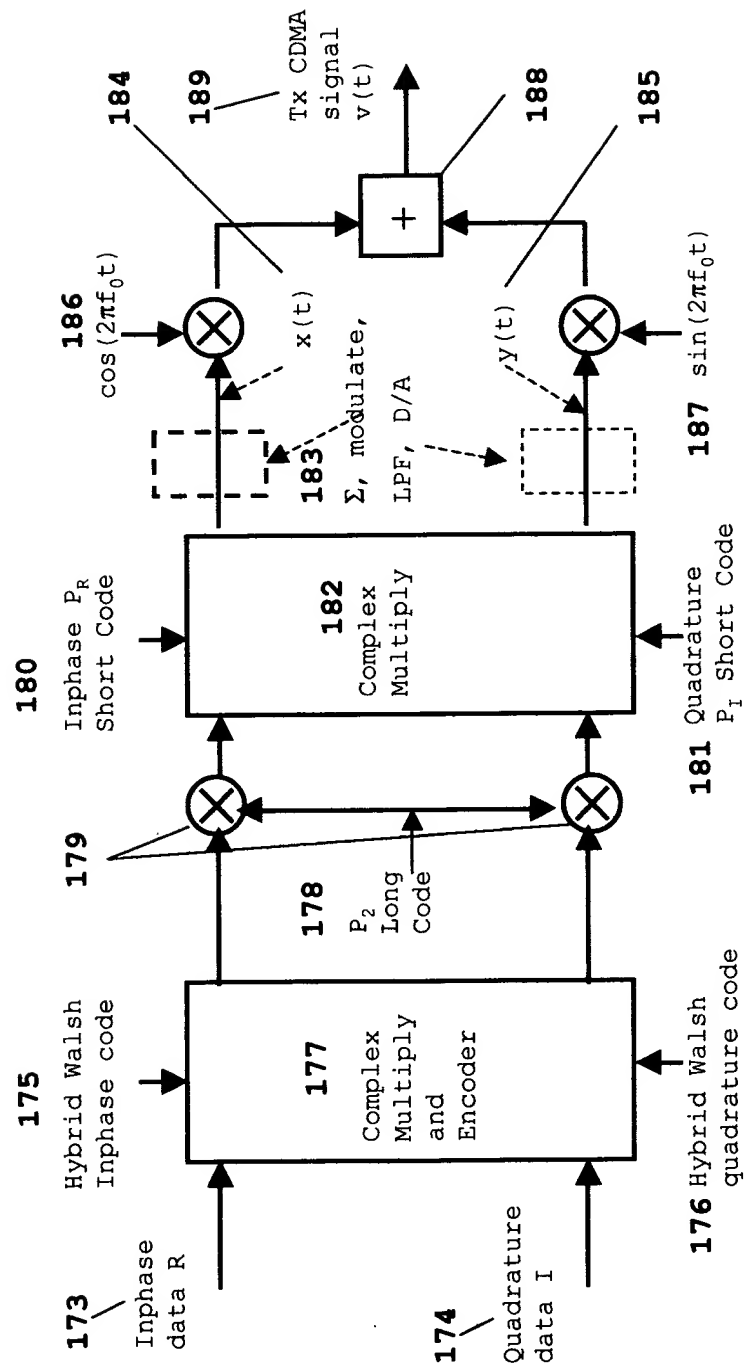 173
Inphase
data R
174
Quadrature
data I
175
Hybrid Walsh
Inphase code
177
Complex
Multiply
and
Encoder
176 Hybrid Walsh
quadrature code
179
178
P₂
Long
Code
180
Inphase P_R
Short Code
182
Complex
Multiply
181 Quadrature
P_I Short Code
183
Σ, modulate,
LPF, D/A
186
cos(2πf₀t)
x(t)
y(t)
187 sin(2πf₀t)
184
189
Tx CDMA
signal
v(t)
+
188
185